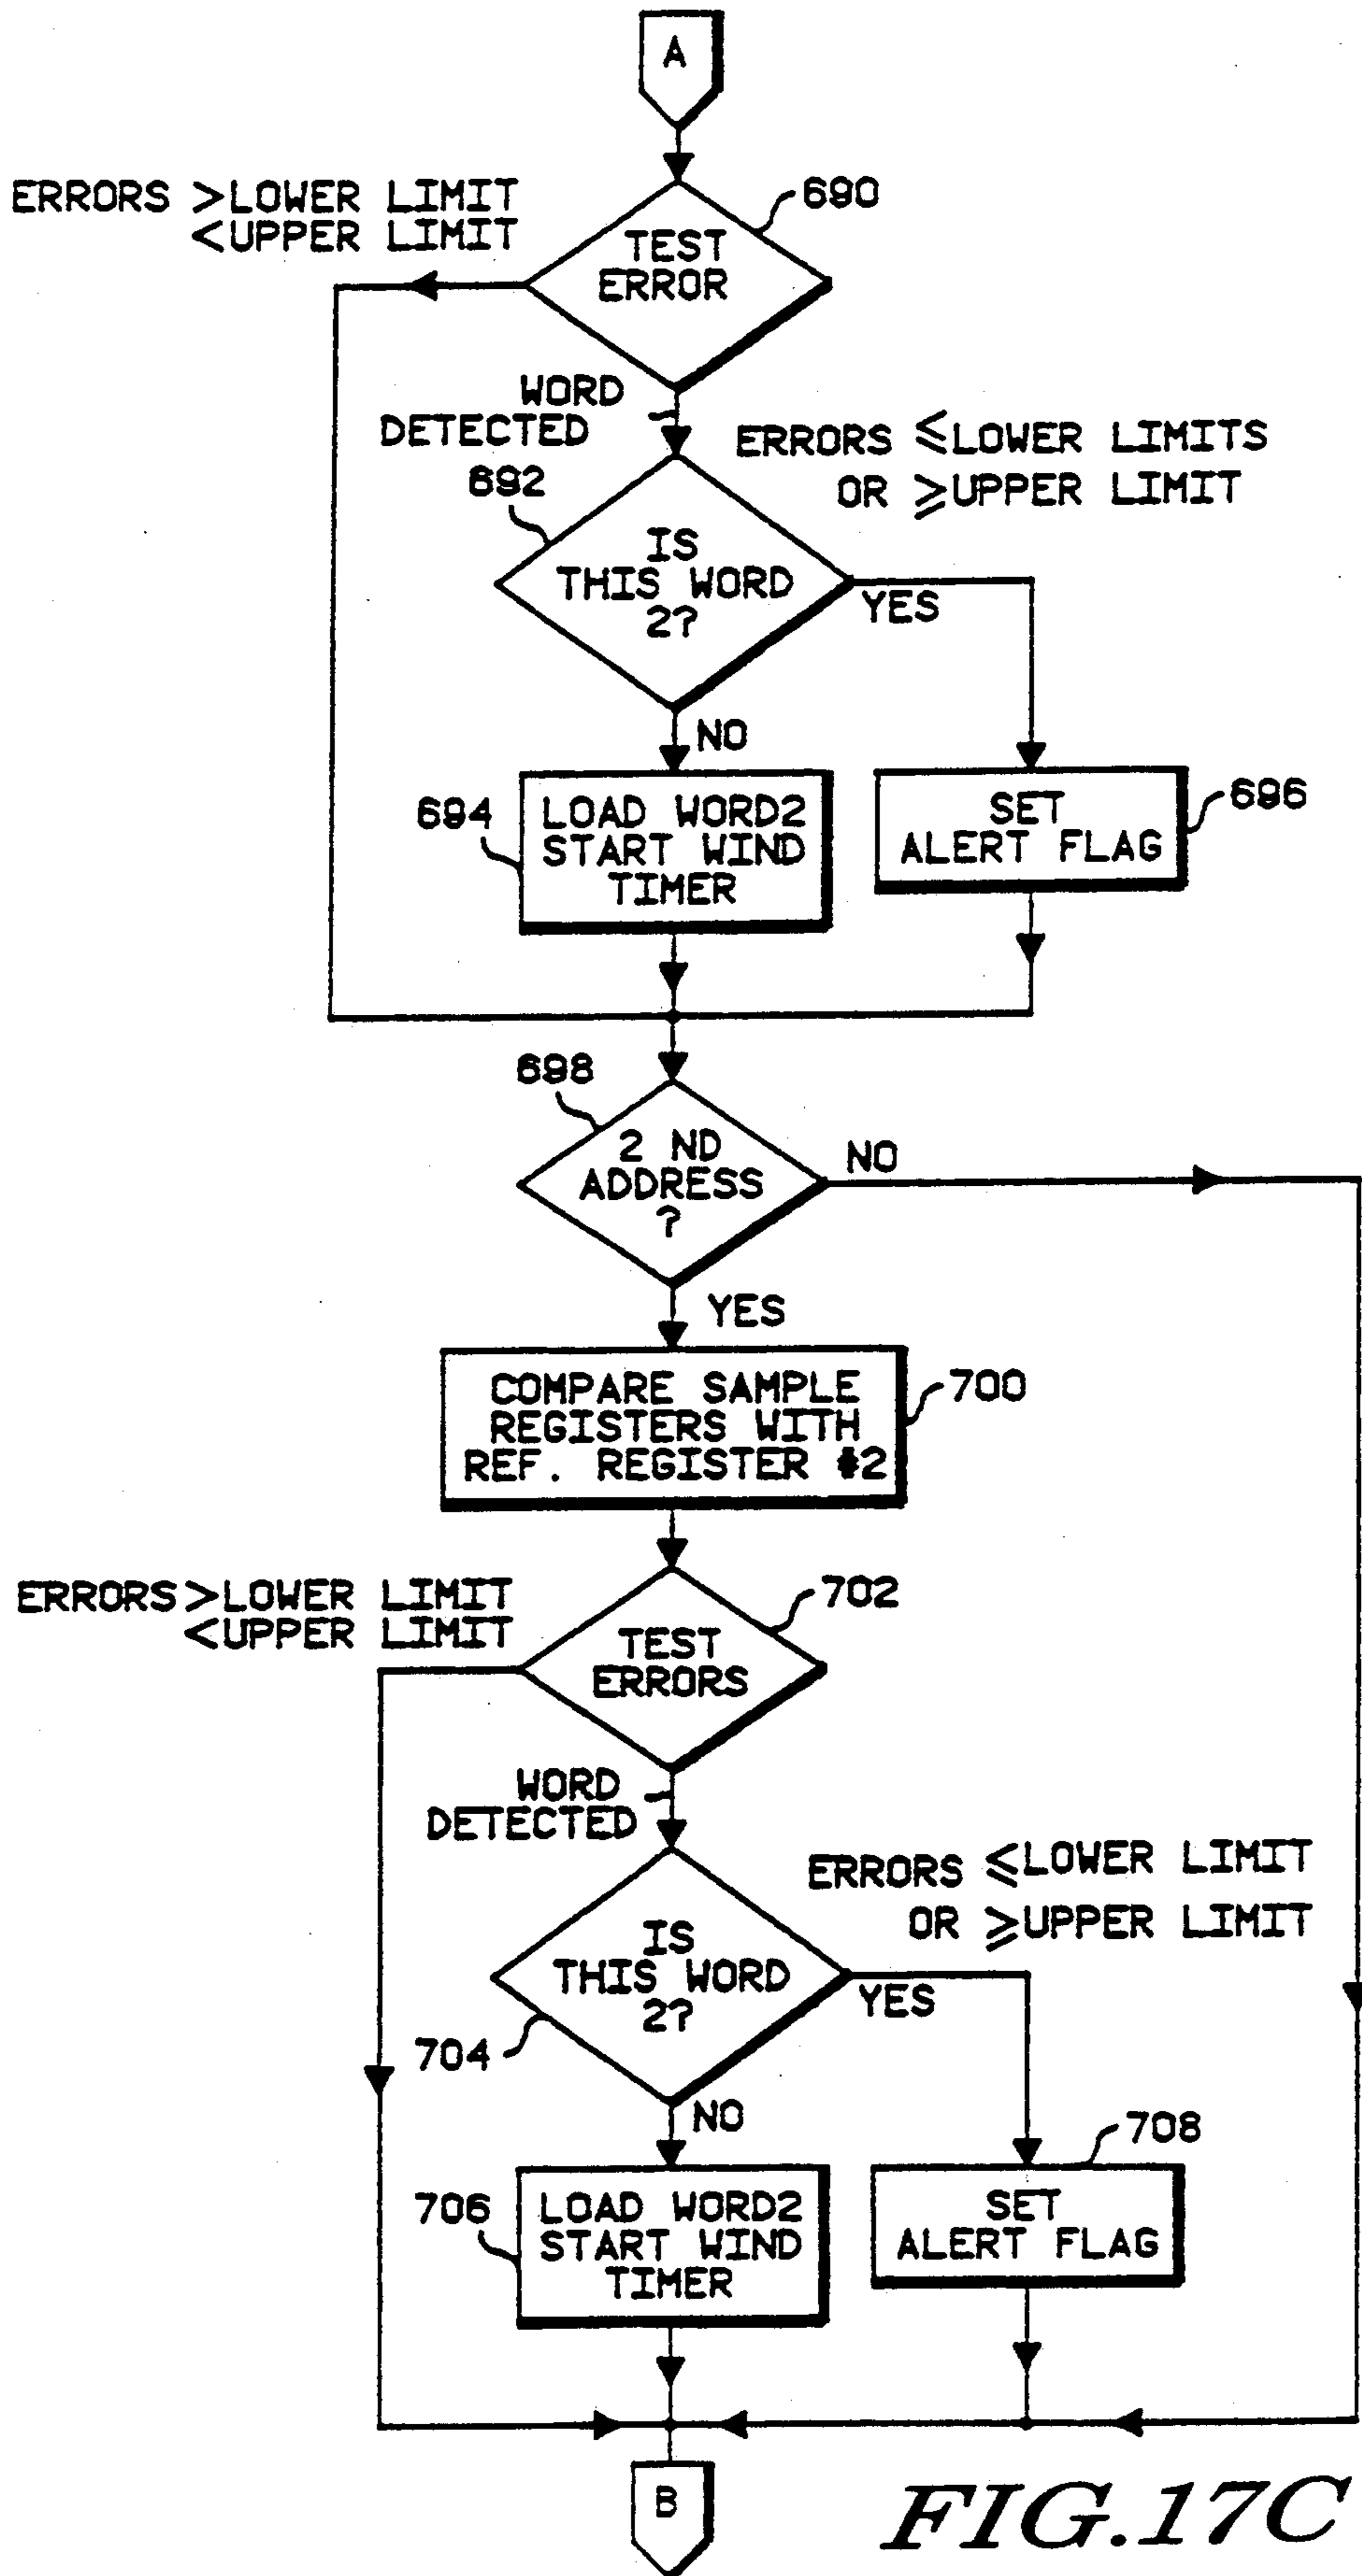 A
ERRORS >LOWER LIMIT
<UPPER LIMIT
690
TEST
ERROR
WORD
DETECTED
ERRORS ≤LOWER LIMITS
OR ≥UPPER LIMIT
692
IS
THIS WORD
2?
YES
NO
694
LOAD WORD2
START WIND
TIMER
SET
ALERT FLAG
696
698
2 ND
ADDRESS
?
NO
YES
COMPARE SAMPLE
REGISTERS WITH
REF. REGISTER #2
700
ERRORS >LOWER LIMIT
<UPPER LIMIT
702
TEST
ERRORS
WORD
DETECTED
ERRORS ≤LOWER LIMIT
OR ≥UPPER LIMIT
IS
THIS WORD
2?
YES
704
NO
708
706
LOAD WORD2
START WIND
TIMER
SET
ALERT FLAG
B
FIG.17C